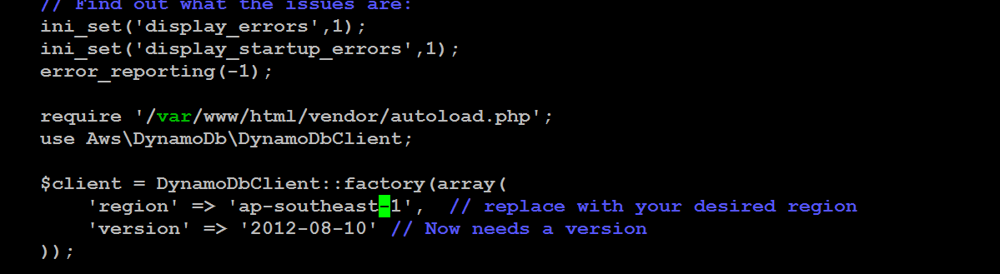 // Find out what the issues are:
ini_set('display_errors',1);
ini_set('display_startup_errors',1);
error_reporting(-1);
require '/var/www/html/vendor/autoload.php';
use Aws\DynamoDb\DynamoDbClient;
$client = DynamoDbClient::factory(array(
'region' => 'ap-southeast-1',  // replace with your desired region
'version' => '2012-08-10' // Now needs a version
));